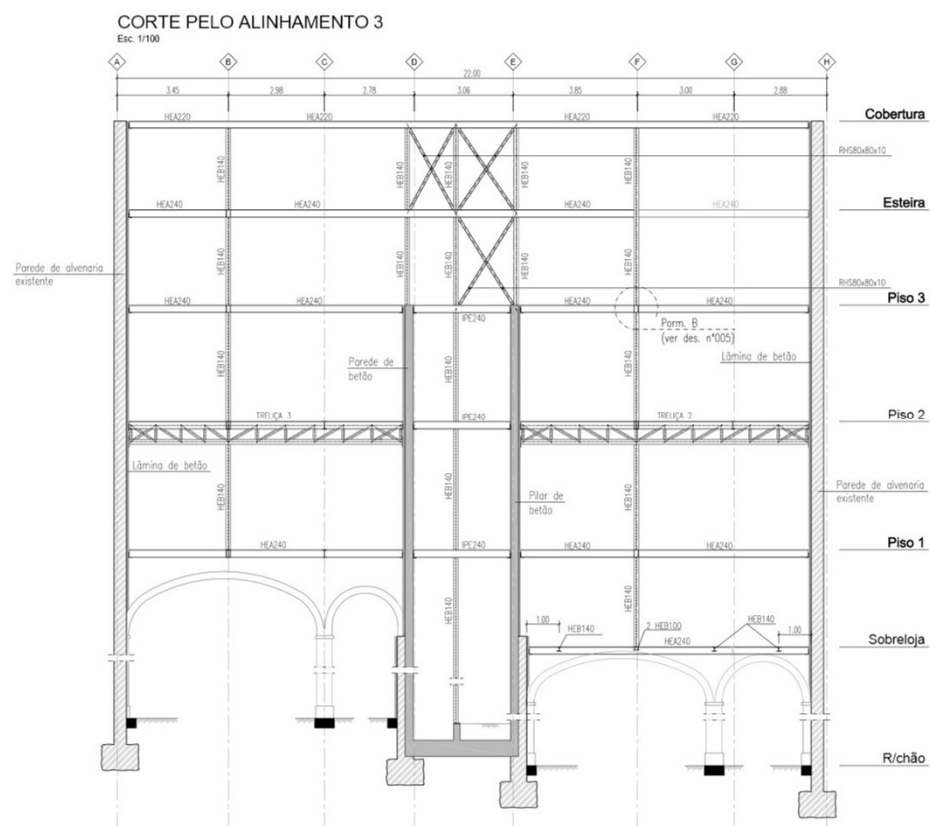 CORTE PELO ALINHAMENTO 3
Esc. 1/100
A B C D E F G H
22.00
3.45 2.98 2.78 3.06 3.85 3.00 2.88
HEA220 HEA220 HEA220 HEA220
Cobertura
HEB140 HEB140 HEB140 HEB140 HEB140
RHS80x80x10
HEA240 HEA240 HEA240 HEA240
Esteira
HEB140 HEB140 HEB140 HEB140 HEB140
Parede de alvenaria
existente
RHS80x80x10
HEA240 HEA240 HEA240 HEA240
Piso 3
IPE240
Porm. B
(ver des. nº005)
Parede de
betão
Lâmina de betão
HEB140 HEB140 HEB140
TRELIÇA 3 IPE240 TRELIÇA 2
Piso 2
Lâmina de betão
HEB140 HEB140 HEB140
Pilar de
betão
Parede de alvenaria
existente
HEA240 IPE240 HEA240 HEA240
Piso 1
HEB140 HEB140
1.00 HEB140 2 HEB100 HEB140 1.00
HEA240
Sobreloja
R/chão